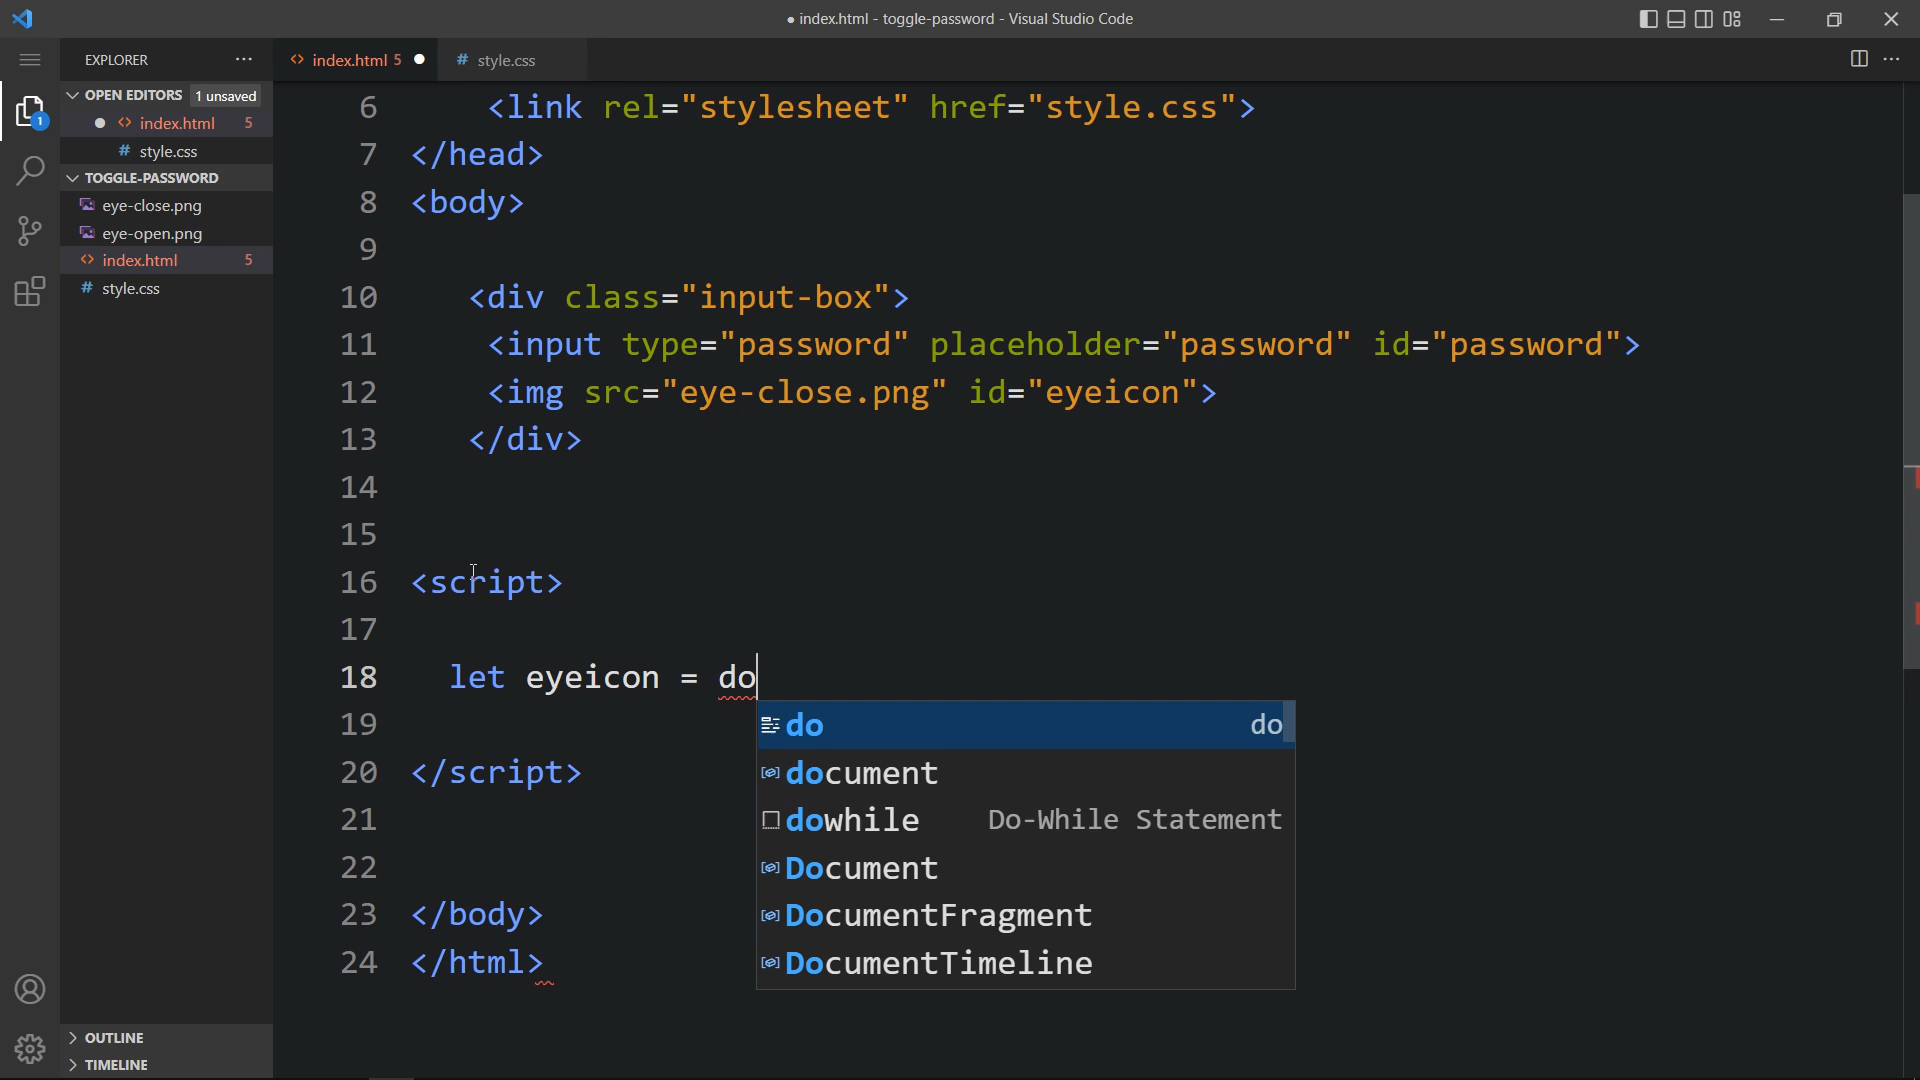 ● index.html - toggle-password - Visual Studio Code
EXPLORER
OPEN EDITORS 1 unsaved
index.html 5
style.css
TOGGLE-PASSWORD
eye-close.png
eye-open.png
index.html 5
style.css
OUTLINE
TIMELINE
1
index.html 5
style.css
6 <link rel="stylesheet" href="style.css">
7 </head>
8 <body>
9
10 <div class="input-box">
11 <input type="password" placeholder="password" id="password">
12 <img src="eye-close.png" id="eyeicon">
13 </div>
14
15
16 <script>
17
18 let eyeicon = do
19
20 </script>
21
22
23 </body>
24 </html>
do do
document
dowhile Do-While Statement
Document
DocumentFragment
DocumentTimeline